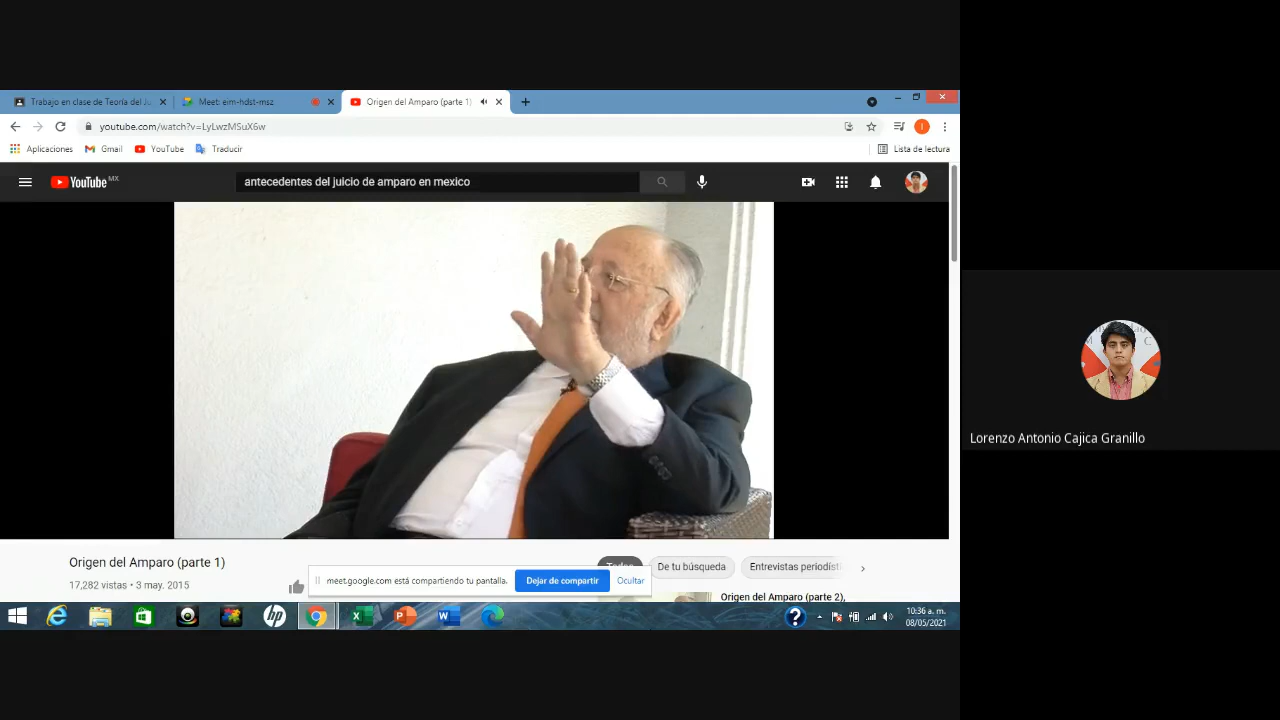 Trabajo en clase de Teoría del Ju
Meet: eim-hdst-msz
Origen del Amparo (parte 1)
youtube.com/watch?v=LyLwzMSuX6w
Aplicaciones
Gmail
YouTube
Traducir
Lista de lectura
YouTube MX
antecedentes del juicio de amparo en mexico
Lorenzo Antonio Cajica Granillo
Origen del Amparo (parte 1)
17,282 vistas • 3 may. 2015
De tu búsqueda
Entrevistas periodísti
meet.google.com está compartiendo tu pantalla.
Dejar de compartir
Ocultar
Origen del Amparo (parte 2),
10:36 a. m.
08/05/2021